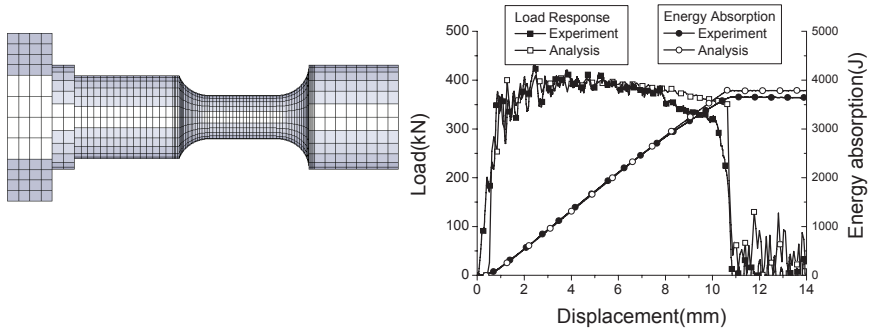 Load Response
Experiment
Analysis
Energy Absorption
Experiment
Analysis
Load(kN)
500
400
300
200
100
0
Energy absorption(J)
5000
4000
3000
2000
1000
0
0 2 4 6 8 10 12 14
Displacement(mm)